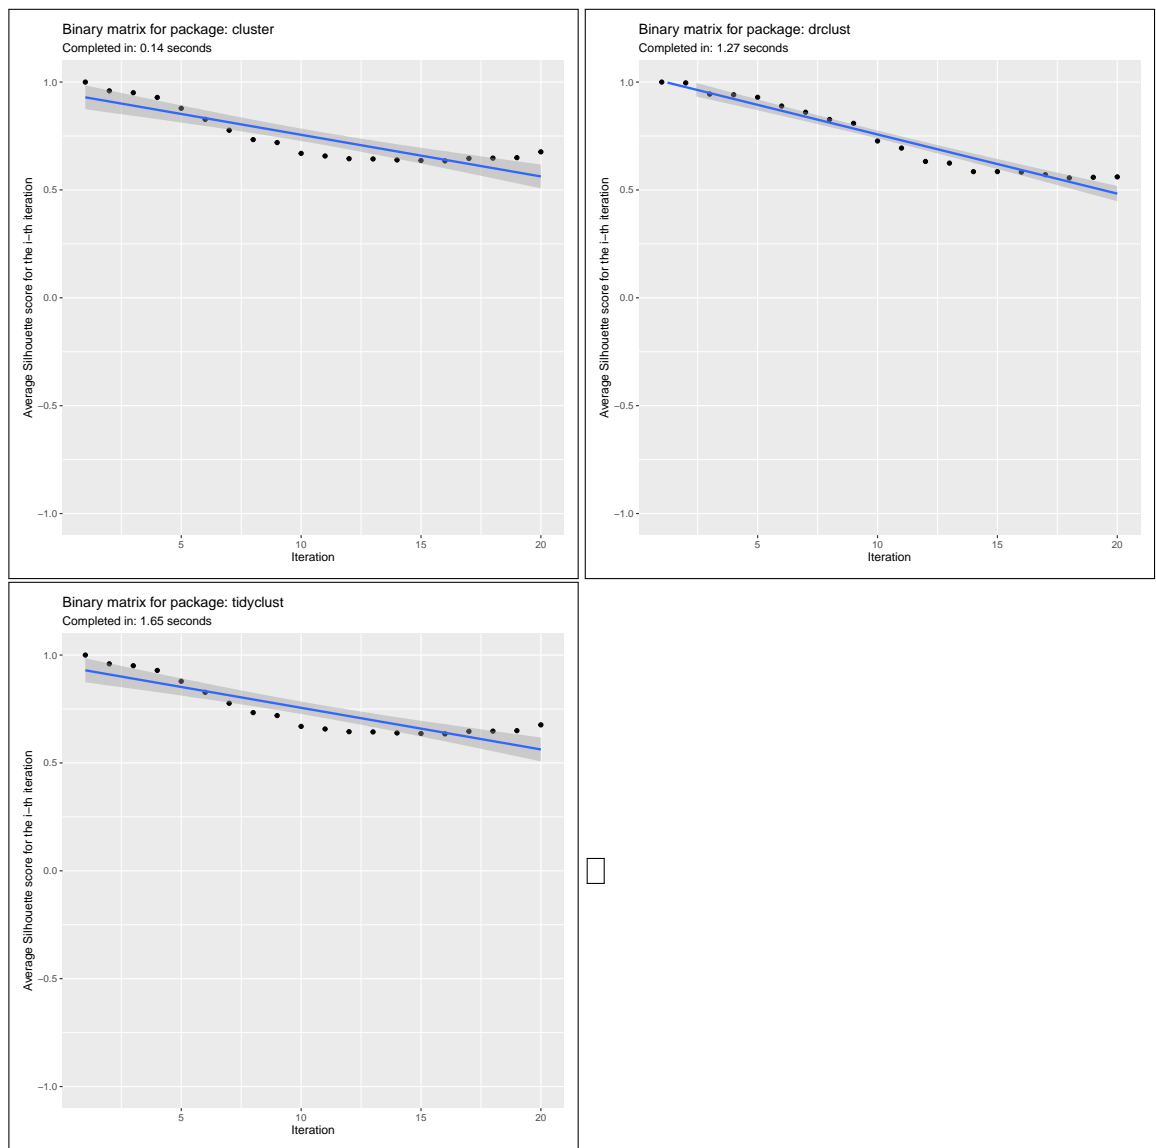 Binary matrix for package: cluster
Completed in: 0.14 seconds
Average Silhouette score for the i−th iteration
1.0
0.5
0.0
−0.5
−1.0
5 10 15 20
Iteration
Binary matrix for package: drclust
Completed in: 1.27 seconds
Average Silhouette score for the i−th iteration
1.0
0.5
0.0
−0.5
−1.0
5 10 15 20
Iteration
Binary matrix for package: tidyclust
Completed in: 1.65 seconds
Average Silhouette score for the i−th iteration
1.0
0.5
0.0
−0.5
−1.0
5 10 15 20
Iteration